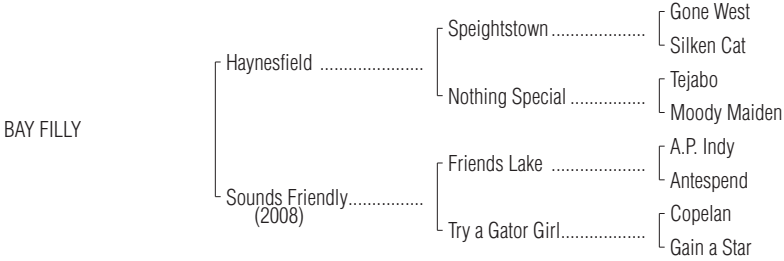 Gone West
Speightstown ....................
Silken Cat
Haynesfield ......................
Tejabo
Nothing Special ................
Moody Maiden
BAY FILLY
A.P. Indy
Friends Lake ....................
Antespend
Sounds Friendly................
(2008)
Copelan
Try a Gator Girl..................
Gain a Star